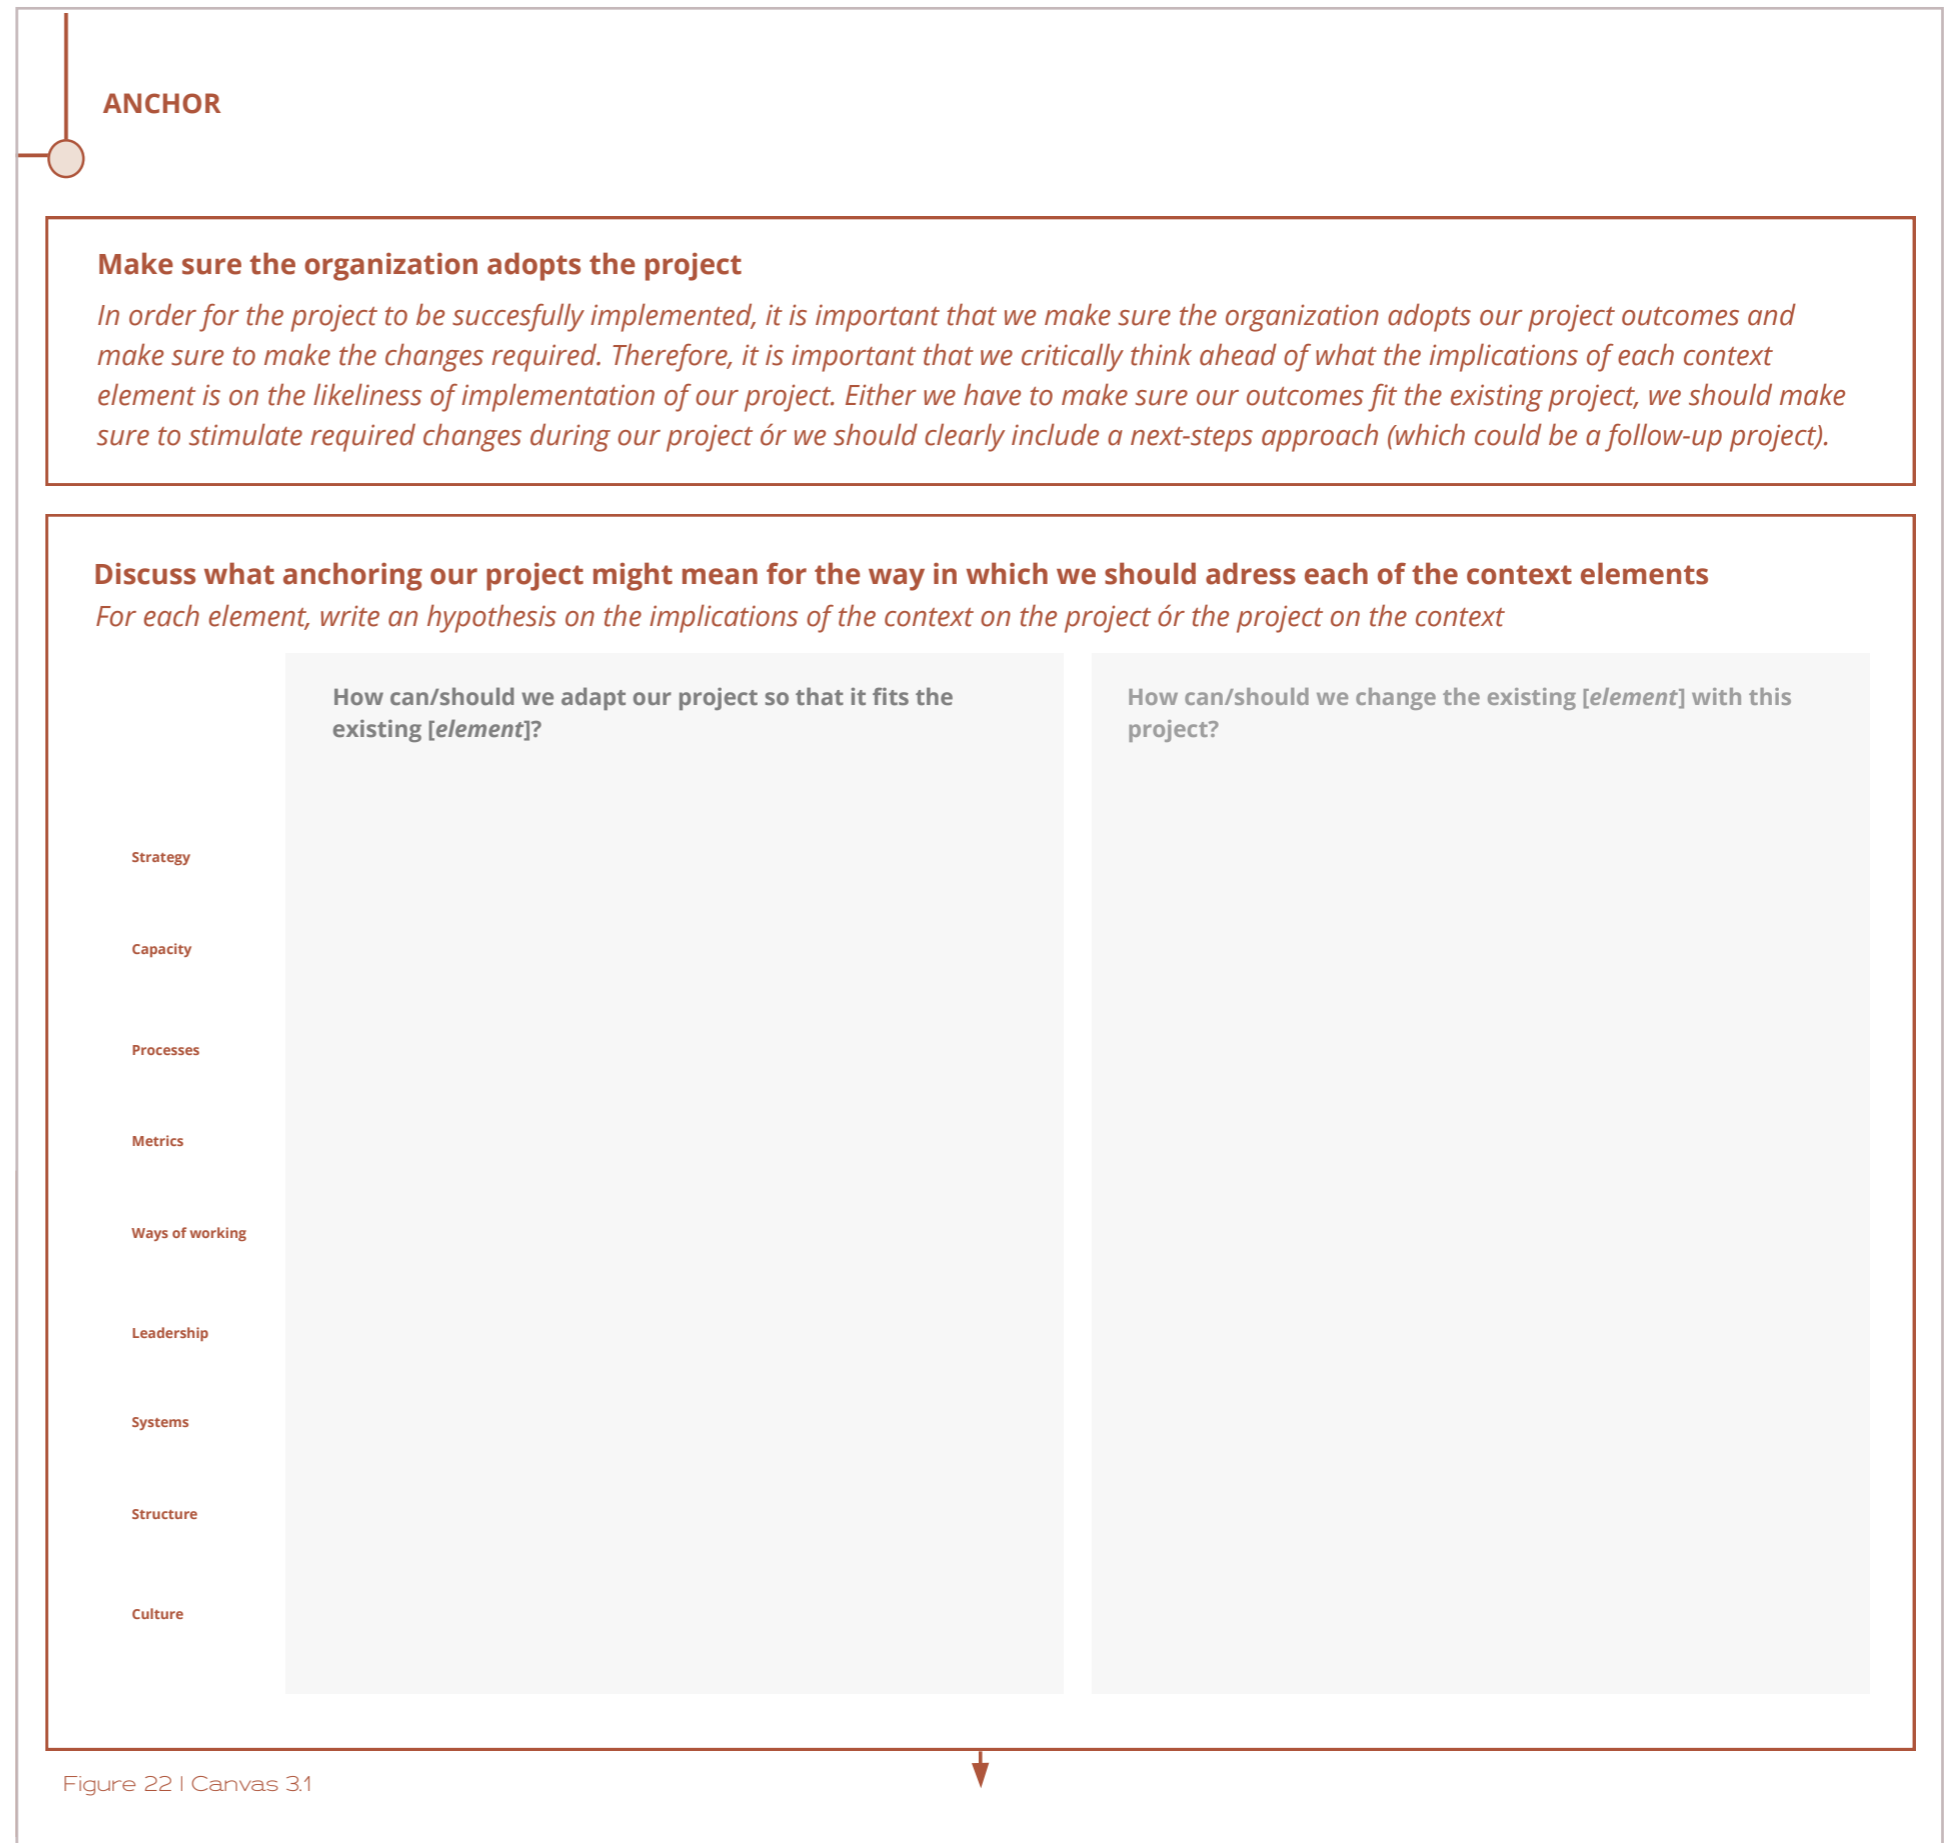 ANCHOR
Make sure the organization adopts the project
In order for the project to be succesfully implemented, it is important that we make sure the organization adopts our project outcomes and
make sure to make the changes required. Therefore, it is important that we critically think ahead of what the implications of each context
element is on the likeliness of implementation of our project. Either we have to make sure our outcomes fit the existing project, we should make
sure to stimulate required changes during our project ór we should clearly include a next-steps approach (which could be a follow-up project).
Discuss what anchoring our project might mean for the way in which we should adress each of the context elements
For each element, write an hypothesis on the implications of the context on the project ór the project on the context
How can/should we adapt our project so that it fits the
existing [element]?
How can/should we change the existing [element] with this
project?
Strategy
Capacity
Processes
Metrics
Ways of working
Leadership
Systems
Structure
Culture
Figure 22 | Canvas 3.1